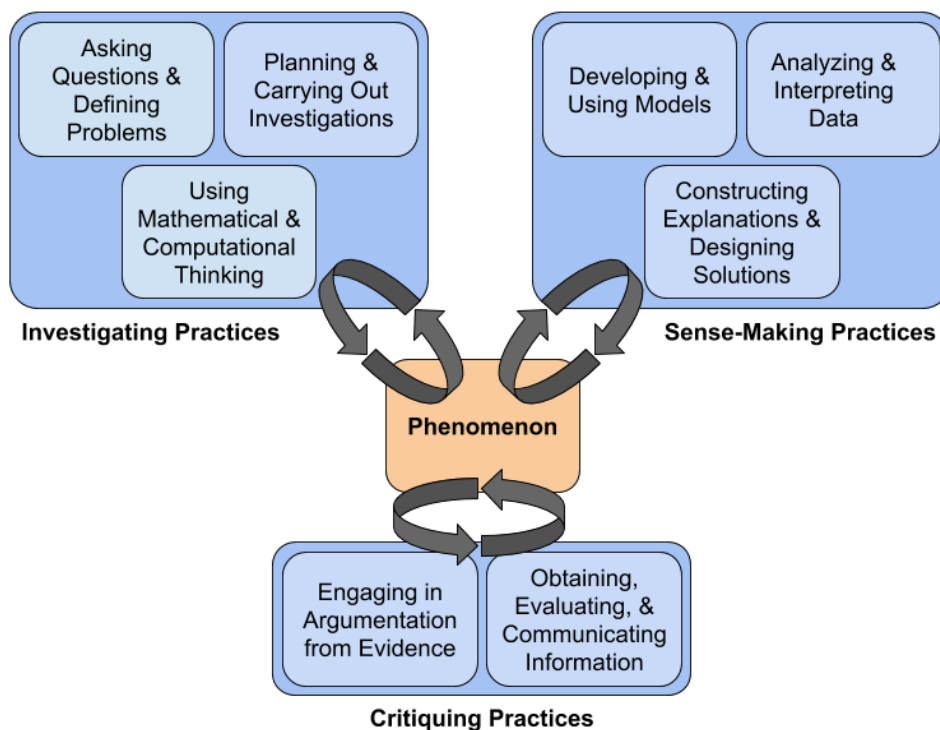 Asking
Questions &
Defining
Problems
Planning &
Carrying Out
Investigations
Using
Mathematical &
Computational
Thinking
Investigating Practices
Developing &
Using Models
Analyzing &
Interpreting
Data
Constructing
Explanations &
Designing
Solutions
Sense-Making Practices
Phenomenon
Engaging in
Argumentation
from Evidence
Obtaining,
Evaluating, &
Communicating
Information
Critiquing Practices